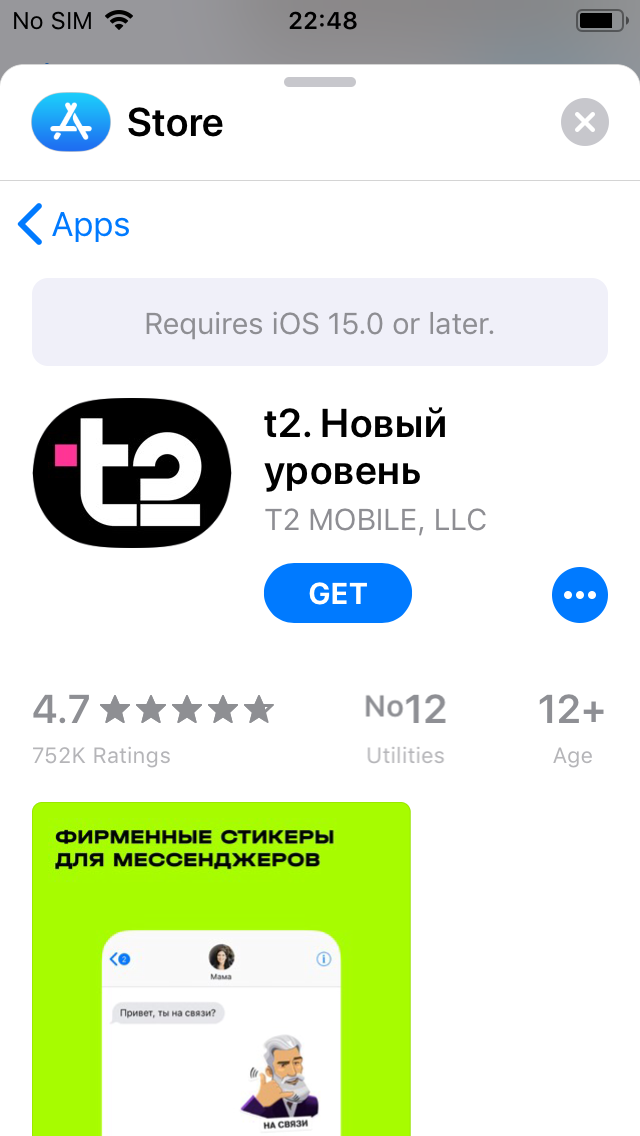 No SIM 22:48
Store
Apps
Requires iOS 15.0 or later.
t2
t2. Новый
уровень
T2 MOBILE, LLC
GET
4.7 No12 12+
752K Ratings Utilities Age
ФИРМЕННЫЕ СТИКЕРЫ
ДЛЯ МЕССЕНДЖЕРОВ
2
Мама
Привет, ты на связи?
НА СВЯЗИ